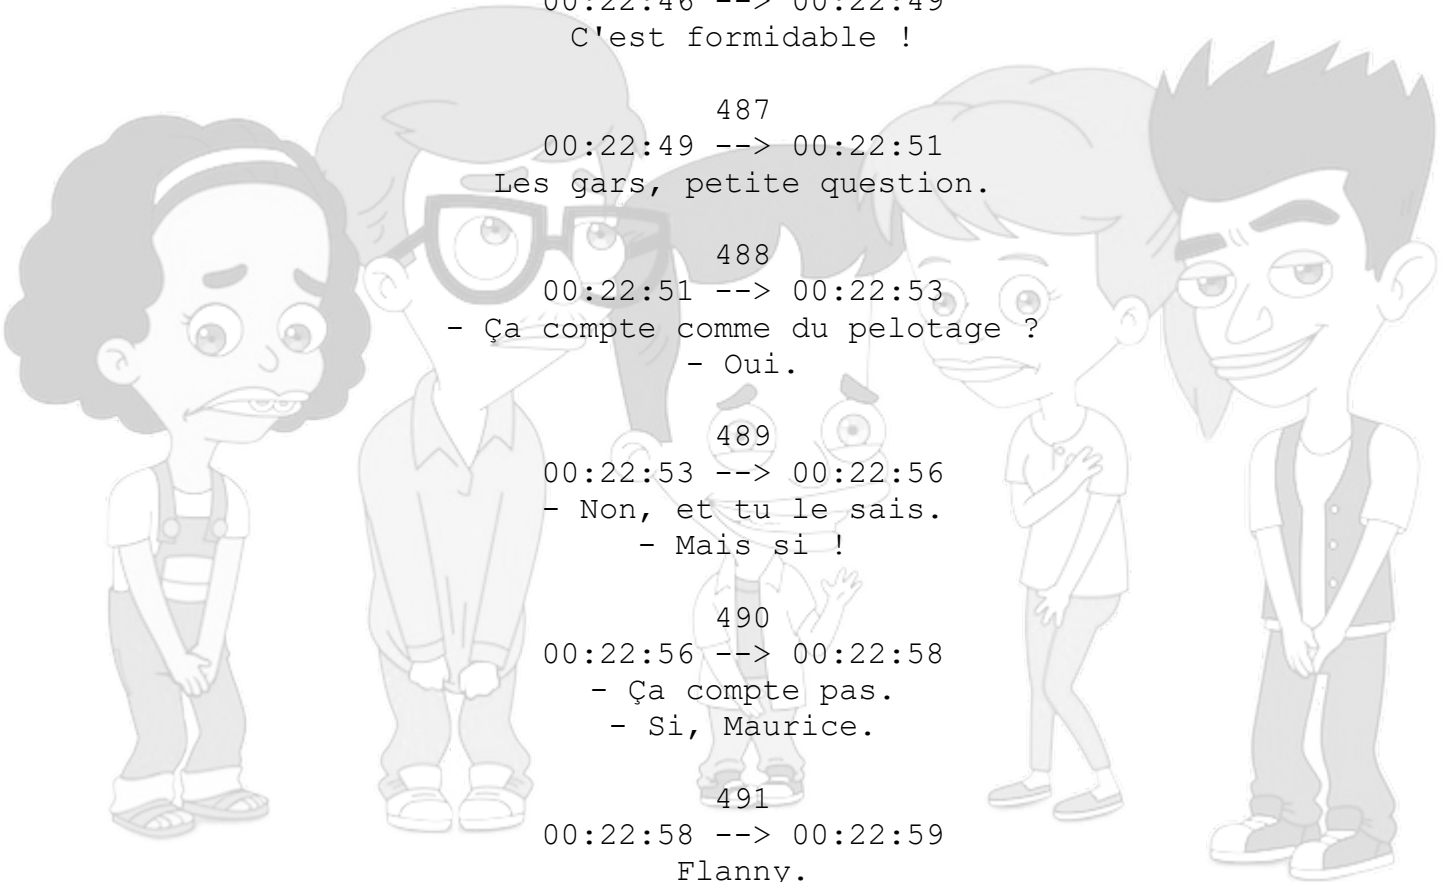 00:22:46 --> 00:22:49
C'est formidable !
487
00:22:49 --> 00:22:51
Les gars, petite question.
488
00:22:51 --> 00:22:53
- Ça compte comme du pelotage ?
- Oui.
489
00:22:53 --> 00:22:56
- Non, et tu le sais.
- Mais si !
490
00:22:56 --> 00:22:58
- Ça compte pas.
- Si, Maurice.
491
00:22:58 --> 00:22:59
Flanny.